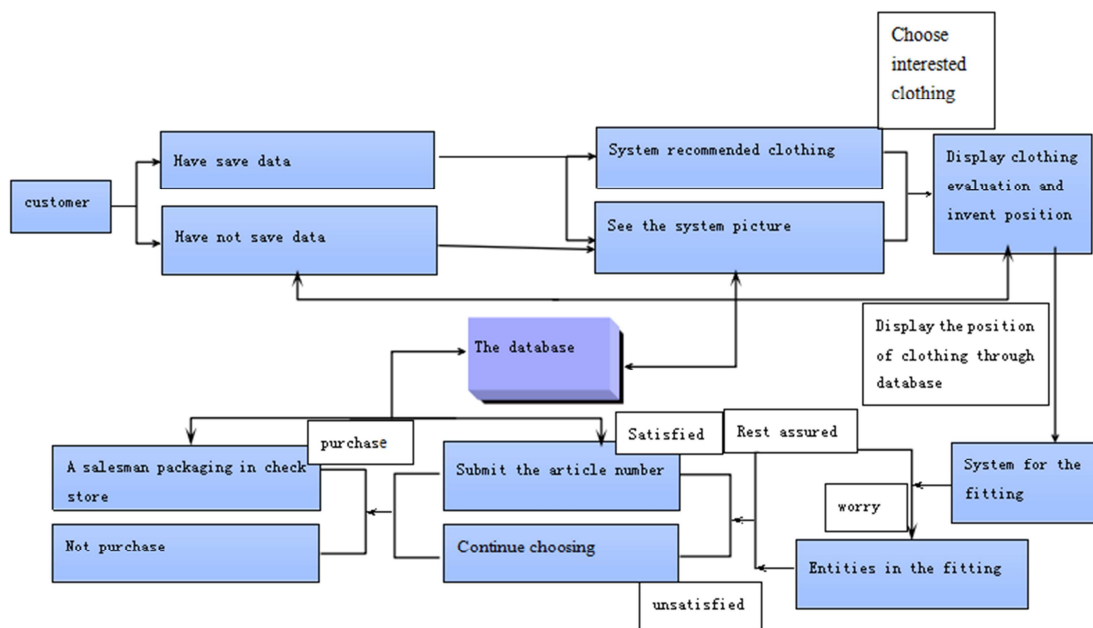 Choose
interested
clothing
Have save data
System recommended clothing
Display clothing
evaluation and
invent position
customer
Have not save data
See the system picture
The database
Display the position
of clothing through
database
purchase
Satisfied
Rest assured
A salesman packaging in check
store
Submit the article number
System for the
fitting
worry
Not purchase
Continue choosing
Entities in the fitting
unsatisfied